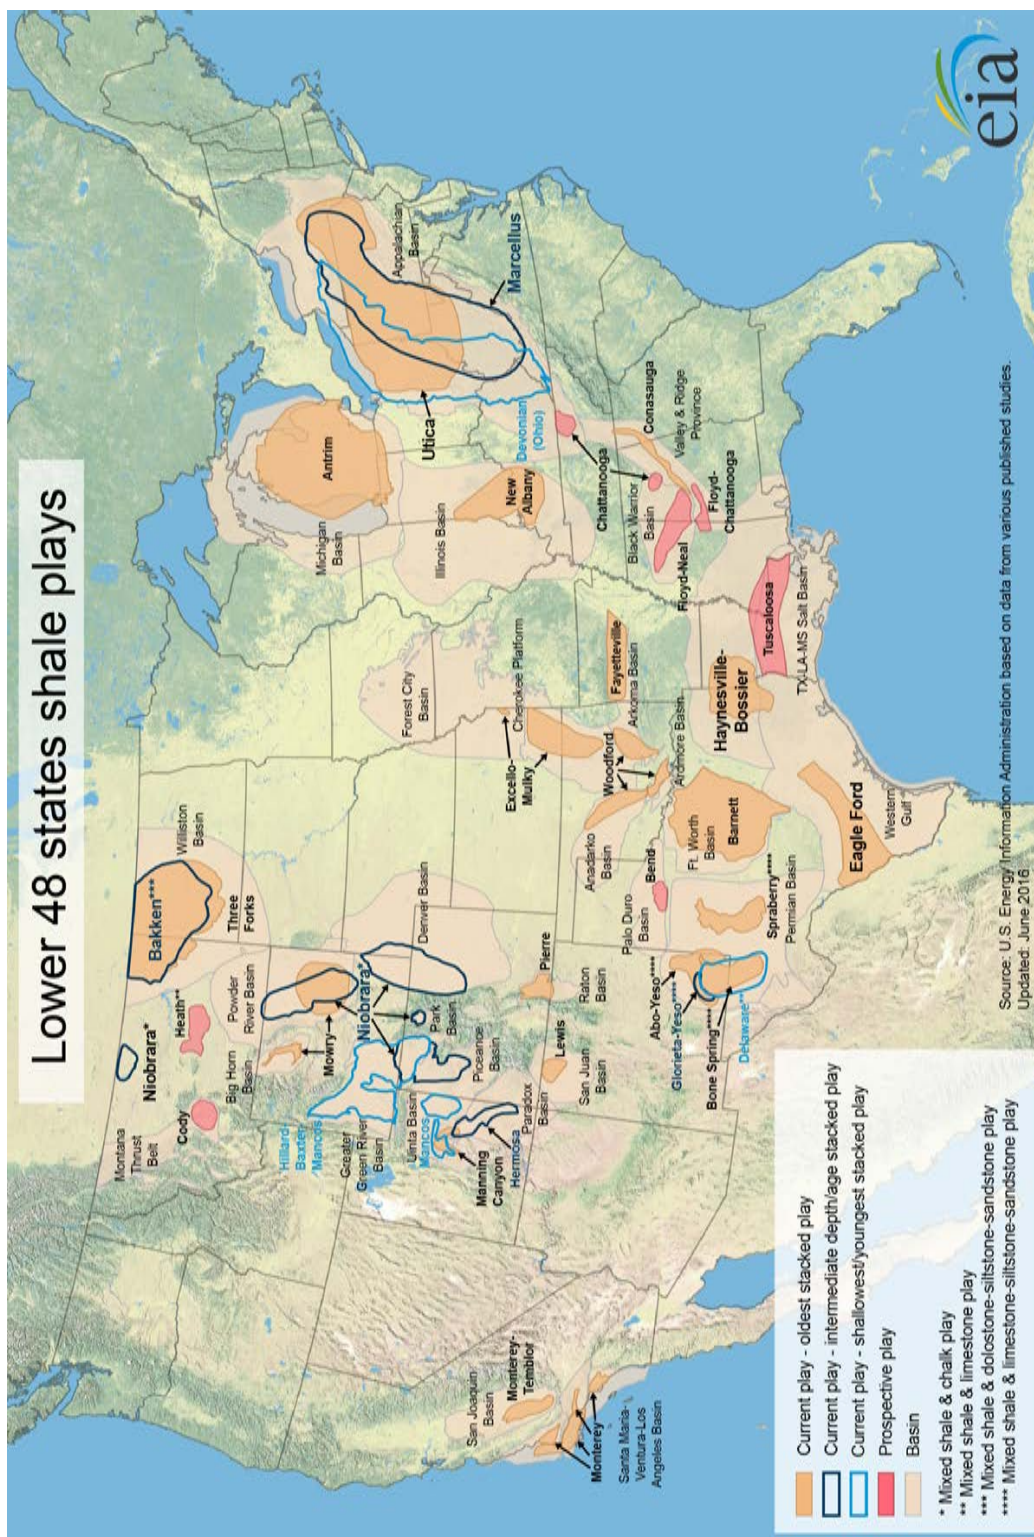 Lower 48 states shale plays
Montana
Thrust
Belt
Cody
Niobrara*
Heath**
Big Horn
Basin
Powder
River Basin
Bakken***
Three
Forks
Williston
Basin
Hilliard-
Baxter-
Mancos
Greater
Green River
Basin
Mowry
Niobrara*
Park
Basin
Denver Basin
Uinta Basin
Mancos
Manning
Canyon
Hermosa
Piceance
Basin
Paradox
Basin
San Juan
Basin
Lewis
Raton
Basin
Pierre
San Joaquin
Basin
Monterey-
Temblor
Monterey
Santa Maria-
Ventura-Los
Angeles Basin
Forest City
Basin
Excello-
Mulky
Cherokee Platform
Woodford
Anadarko
Basin
Arkoma Basin
Fayetteville
Ardmore Basin
Palo Duro
Basin
Bend
Ft. Worth
Basin
Barnett
Abo-Yeso****
Glorieta-Yeso****
Bone Spring****
Delaware
Spraberry****
Permian Basin
Eagle Ford
Western
Gulf
Haynesville-
Bossier
Tuscaloosa
TX-LA-MS Salt Basin
Michigan
Basin
Antrim
Illinois Basin
New
Albany
Utica
Devonian
(Ohio)
Appalachian
Basin
Marcellus
Chattanooga
Black Warrior
Basin
Floyd-Neal
Floyd-
Chattanooga
Conasauga
Valley & Ridge
Province
Current play - oldest stacked play
Current play - intermediate depth/age stacked play
Current play - shallowest/youngest stacked play
Prospective play
Basin
* Mixed shale & chalk play
** Mixed shale & limestone play
*** Mixed shale & dolostone-siltstone-sandstone play
**** Mixed shale & limestone-siltstone-sandstone play
Source: U.S. Energy Information Administration based on data from various published studies.
Updated: June 2016
eia